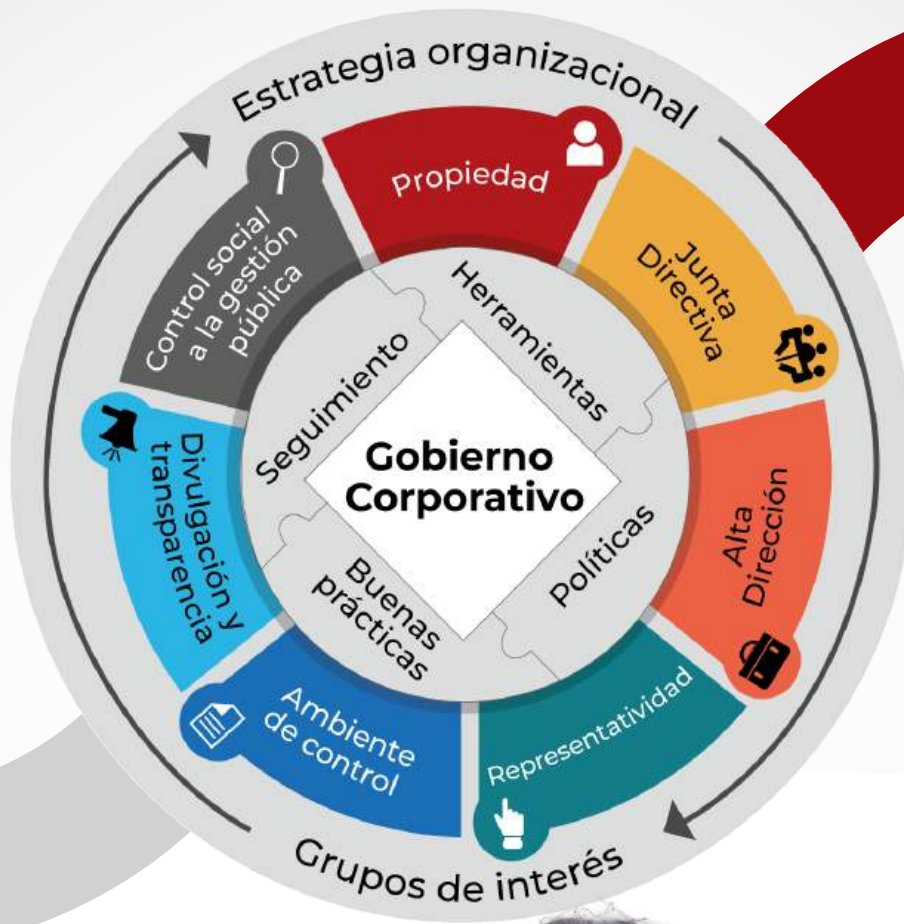 Estrategia organizacional
Propiedad
Junta
Directiva
Alta
Dirección
Representatividad
Ambiente
de control
Divulgación y
transparencia
Control social
a la gestión
pública
Herramientas
Políticas
Buenas
prácticas
Seguimiento
Gobierno
Corporativo
Grupos de interés